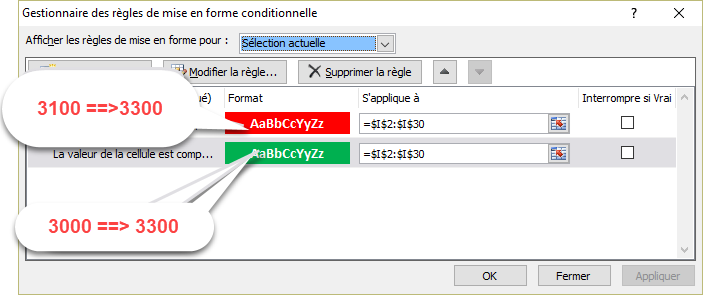 Gestionnaire des règles de mise en forme conditionnelle
Afficher les règles de mise en forme pour : Sélection actuelle
Modifier la règle... Supprimer la règle
ué) Format S'applique à Interrompre si Vrai
3100 ==>3300 AaBbCcYyZz =$I$2:$I$30
La valeur de la cellule est comp... AaBbCcYyZz =$I$2:$I$30
3000 ==> 3300
OK Fermer Appliquer